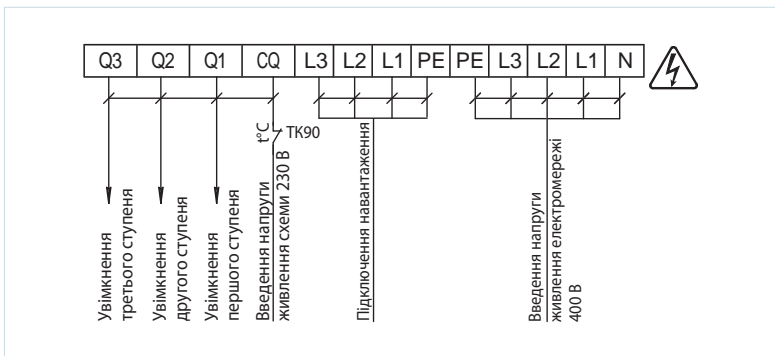 Q3 Q2 Q1 CQ L3 L2 L1 PE PE L3 L2 L1 N
t°C
TK90
Увімкнення
третього ступеня
Увімкнення
другого ступеня
Увімкнення
першого ступеня
Введення напруги
живлення схеми 230 В
Підключення навантаження
Введення напруги
живлення електромережі
400 В